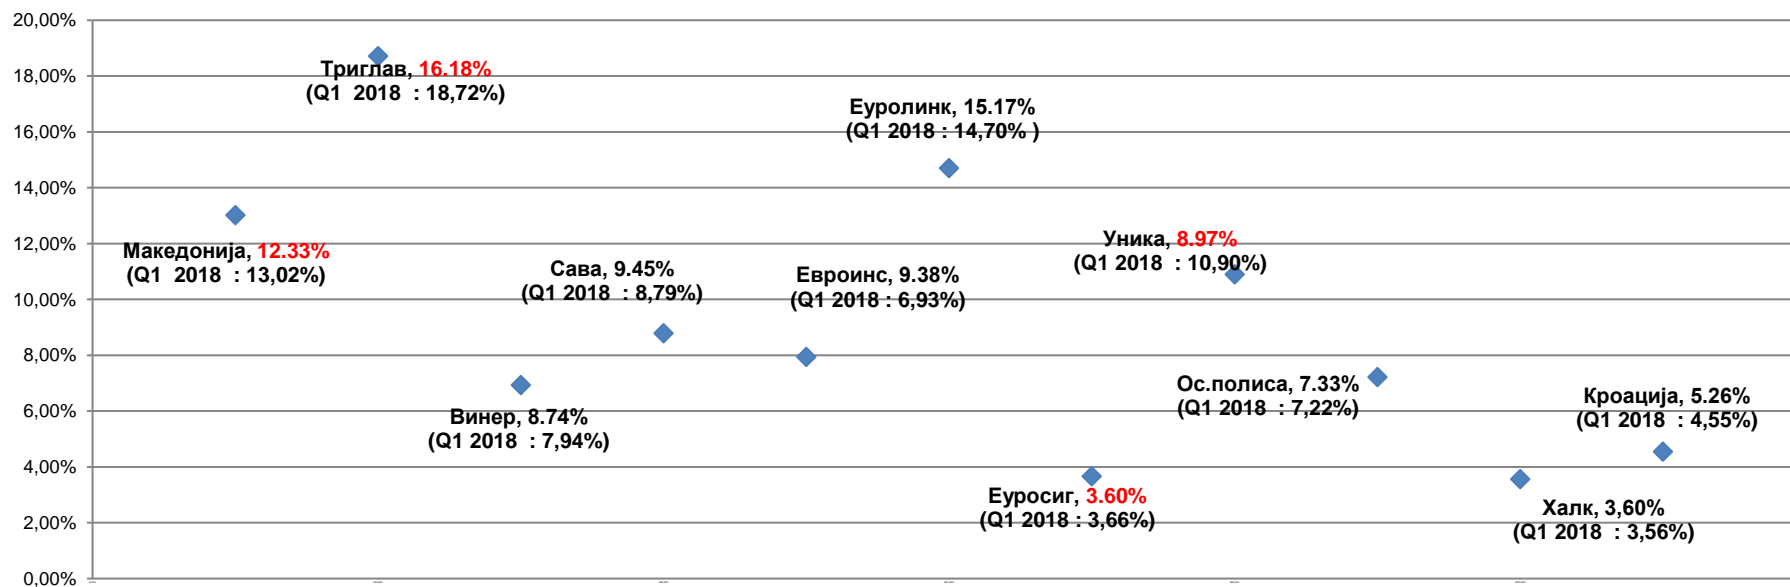 20,00%
18,00%
16,00%
14,00%
12,00%
10,00%
8,00%
6,00%
4,00%
2,00%
0,00%
Триглав, 16.18%
(Q1  2018  : 18,72%)
Еуролинк, 15.17%
(Q1 2018 : 14,70% )
Македонија, 12.33%
(Q1  2018  : 13,02%)
Сава, 9.45%
(Q1 2018  : 8,79%)
Евроинс, 9.38%
(Q1 2018 : 6,93%)
Уника, 8.97%
(Q1 2018  : 10,90%)
Винер, 8.74%
(Q1 2018  : 7,94%)
Ос.полиса, 7.33%
(Q1 2018  : 7,22%)
Кроација, 5.26%
(Q1 2018  : 4,55%)
Еуросиг, 3.60%
(Q1 2018 : 3,66%)
Халк, 3,60%
(Q1 2018  : 3,56%)